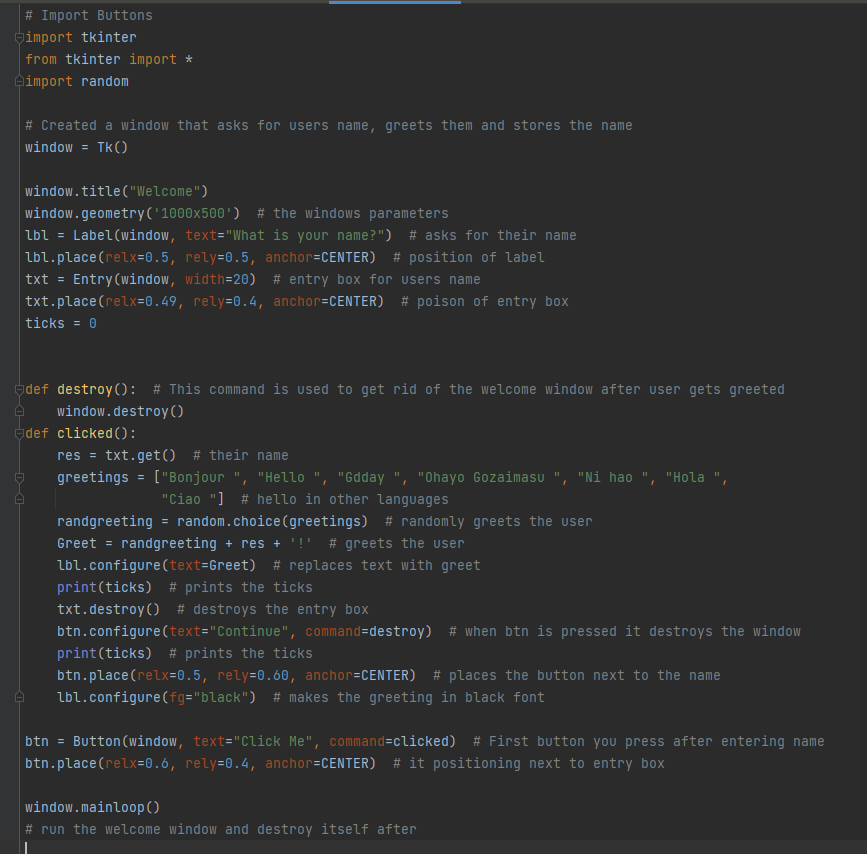 # Import Buttons
import tkinter
from tkinter import *
import random
# Created a window that asks for users name, greets them and stores the name
window = Tk()
window.title("Welcome")
window.geometry('1000x500')  # the windows parameters
lbl = Label(window, text="What is your name?")  # asks for their name
lbl.place(relx=0.5, rely=0.5, anchor=CENTER)  # position of label
txt = Entry(window, width=20)  # entry box for users name
txt.place(relx=0.49, rely=0.4, anchor=CENTER)  # poison of entry box
ticks = 0
def destroy():  # This command is used to get rid of the welcome window after user gets greeted
    window.destroy()
def clicked():
    res = txt.get()  # their name
    greetings = ["Bonjour ", "Hello ", "Gdday ", "Ohayo Gozaimasu ", "Ni hao ", "Hola ",
                 "Ciao "]  # hello in other languages
    randgreeting = random.choice(greetings)  # randomly greets the user
    Greet = randgreeting + res + '!'  # greets the user
    lbl.configure(text=Greet)  # replaces text with greet
    print(ticks)  # prints the ticks
    txt.destroy()  # destroys the entry box
    btn.configure(text="Continue", command=destroy)  # when btn is pressed it destroys the window
    print(ticks)  # prints the ticks
    btn.place(relx=0.5, rely=0.60, anchor=CENTER)  # places the button next to the name
    lbl.configure(fg="black")  # makes the greeting in black font
btn = Button(window, text="Click Me", command=clicked)  # First button you press after entering name
btn.place(relx=0.6, rely=0.4, anchor=CENTER)  # it positioning next to entry box
window.mainloop()
# run the welcome window and destroy itself after